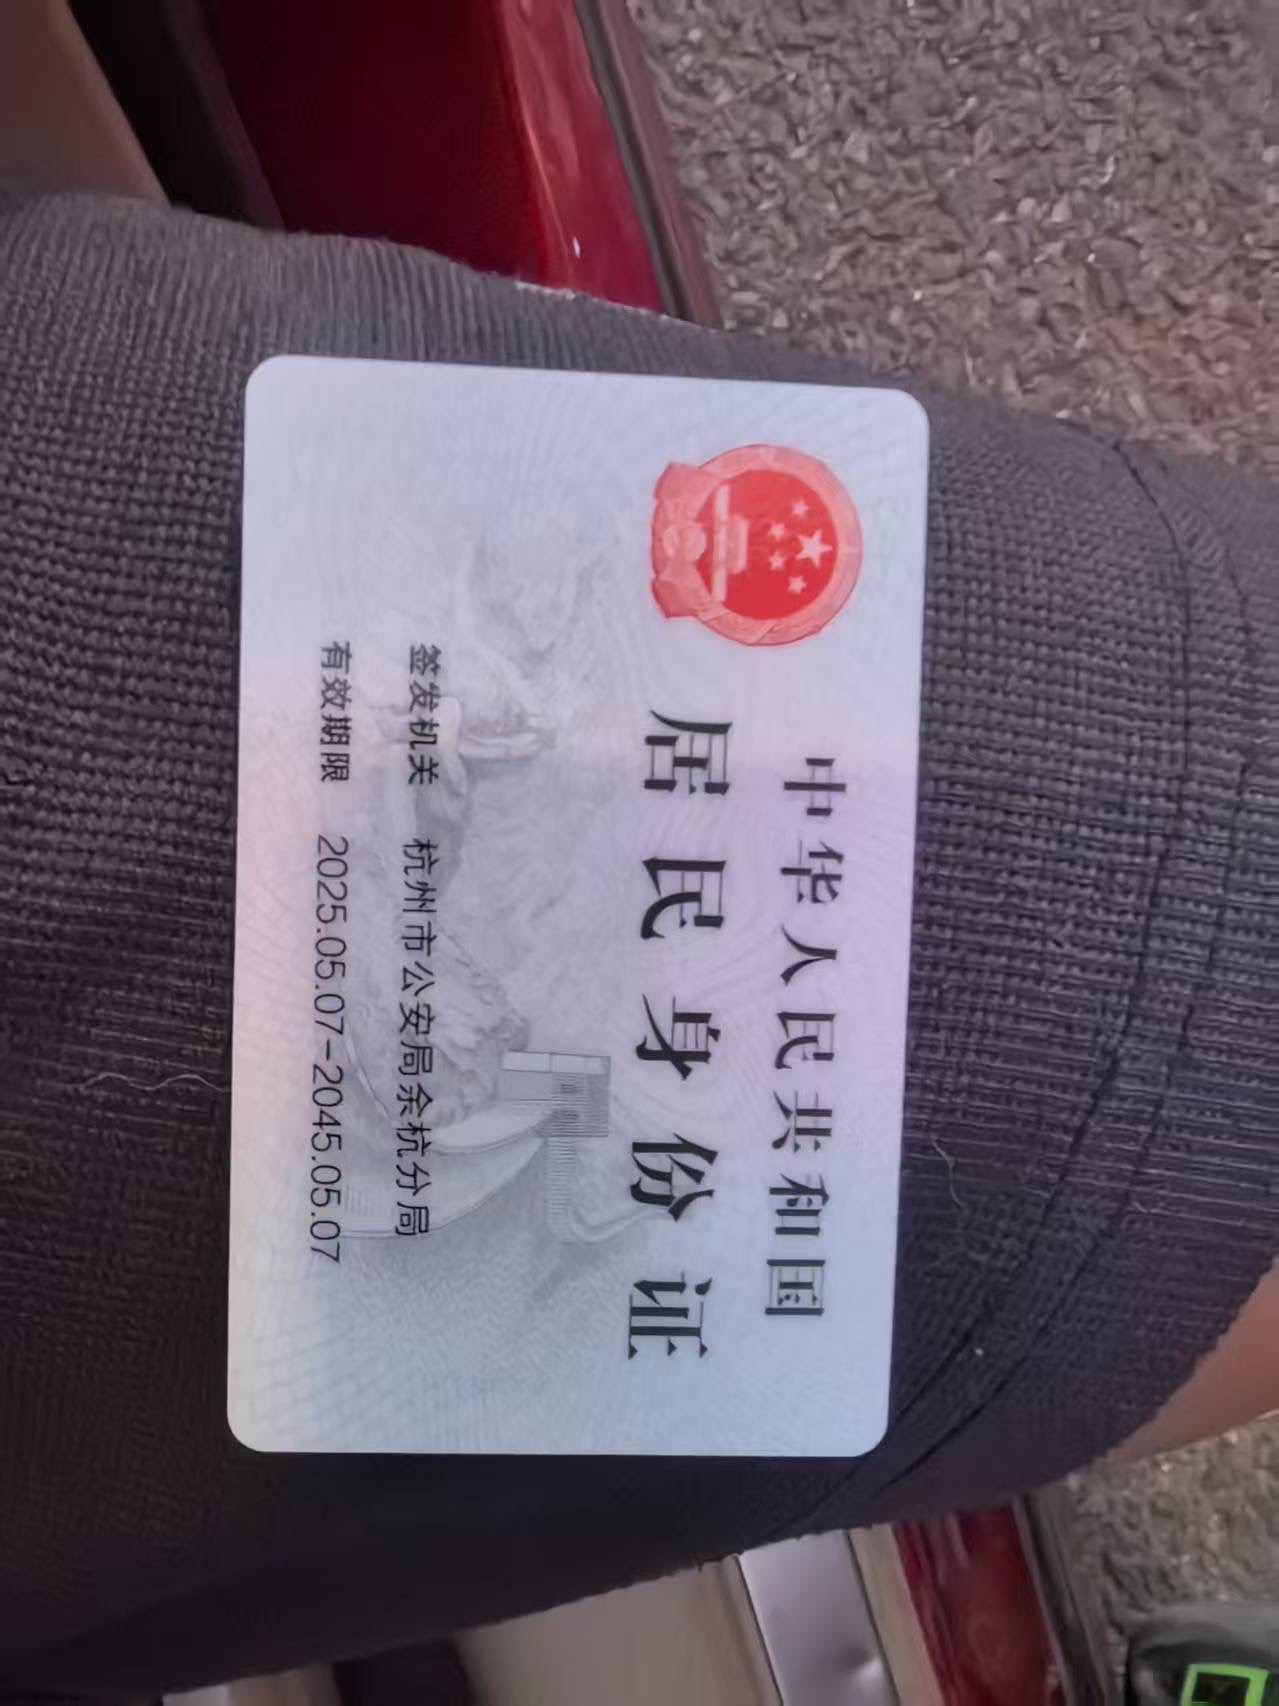 中华人民共和国
居民身份证
签发机关 杭州市公安局余杭分局
有效期限 2025.05.07-2045.05.07